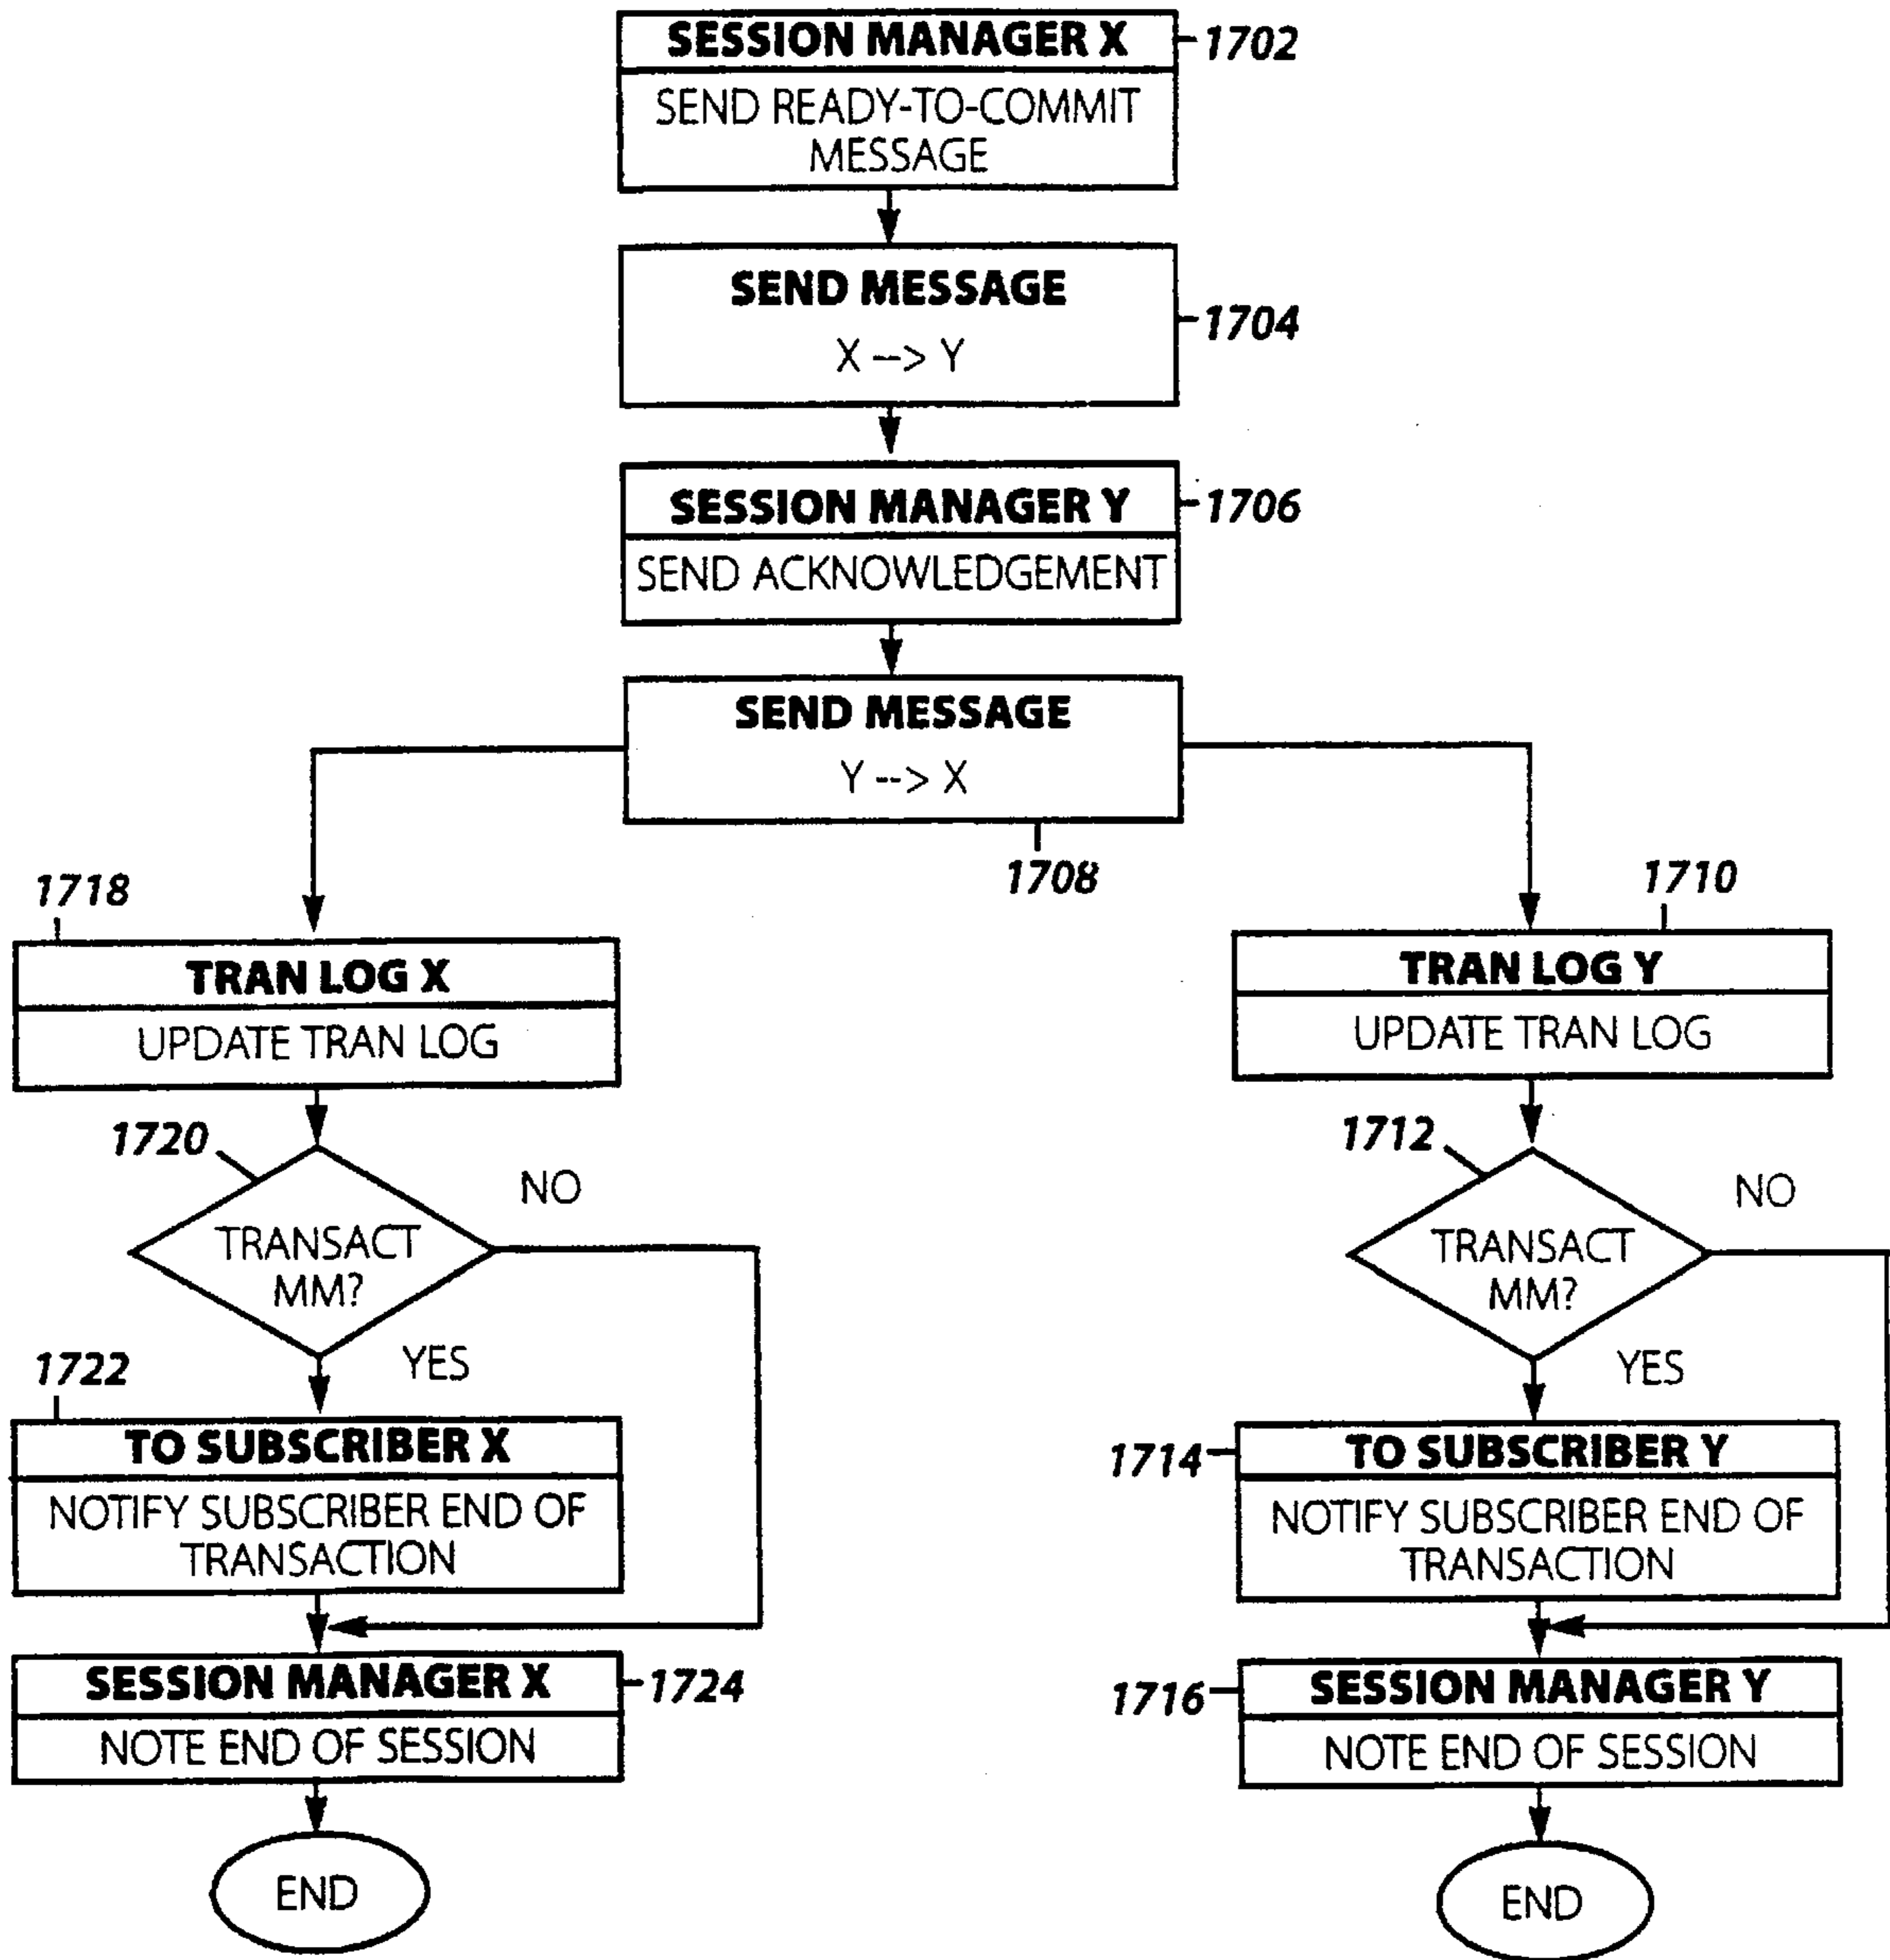 SESSION MANAGER X
1702
SEND READY-TO-COMMIT
MESSAGE
SEND MESSAGE
1704
X --> Y
SESSION MANAGER Y
1706
SEND ACKNOWLEDGEMENT
SEND MESSAGE
Y --> X
1708
1718
TRAN LOG X
UPDATE TRAN LOG
1720
NO
TRANSACT
MM?
YES
1722
TO SUBSCRIBER X
NOTIFY SUBSCRIBER END OF
TRANSACTION
SESSION MANAGER X
1724
NOTE END OF SESSION
END
1710
TRAN LOG Y
UPDATE TRAN LOG
1712
NO
TRANSACT
MM?
YES
1714
TO SUBSCRIBER Y
NOTIFY SUBSCRIBER END OF
TRANSACTION
1716
SESSION MANAGER Y
NOTE END OF SESSION
END